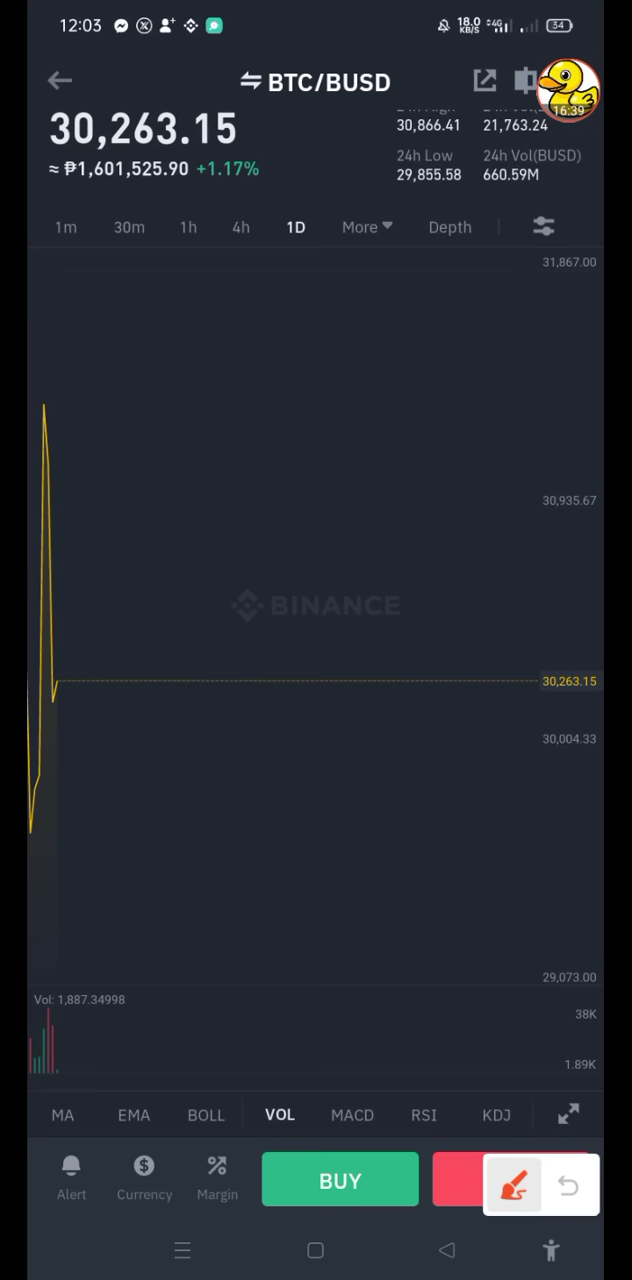 12:03
18.0 KB/S 4G 54
BTC/BUSD
16:39
30,263.15
≈ ₱1,601,525.90 +1.17%
30,866.41 21,763.24
24h Low 24h Vol(BUSD)
29,855.58 660.59M
1m 30m 1h 4h 1D More Depth
31,867.00
30,935.67
BINANCE
30,263.15
30,004.33
29,073.00
Vol: 1,887.34998
38K
1.89K
MA EMA BOLL VOL MACD RSI KDJ
Alert Currency Margin BUY